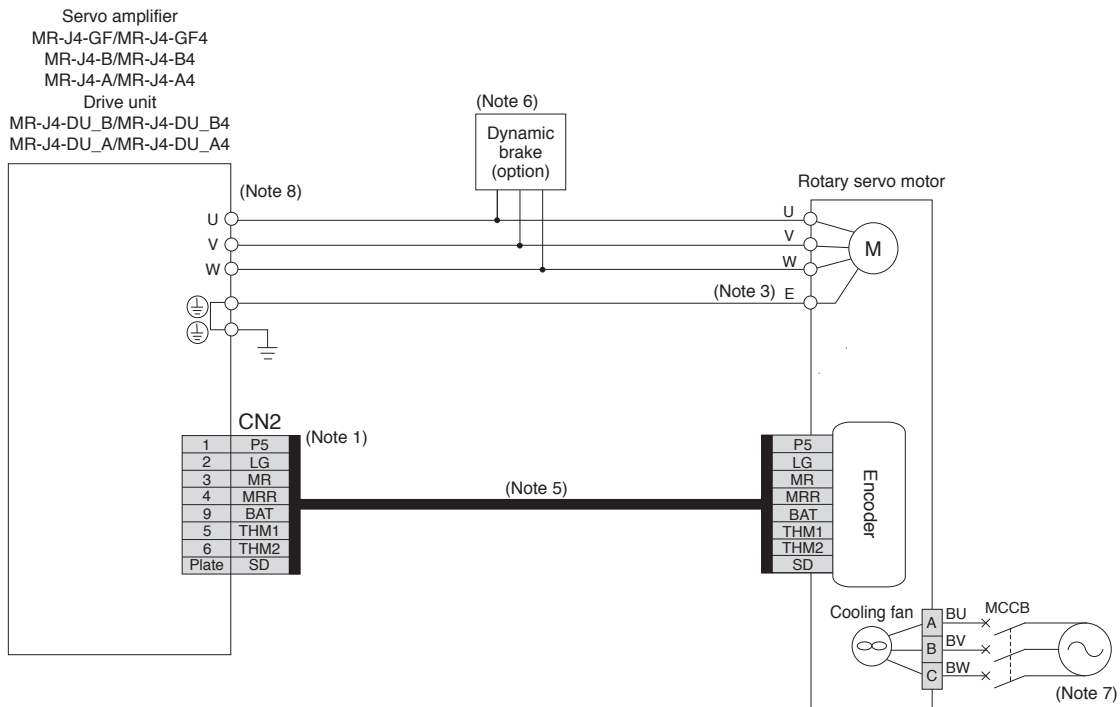 Servo amplifier
MR-J4-GF/MR-J4-GF4
MR-J4-B/MR-J4-B4
MR-J4-A/MR-J4-A4
Drive unit
MR-J4-DU_B/MR-J4-DU_B4
MR-J4-DU_A/MR-J4-DU_A4
(Note 6)
Dynamic
brake
(option)
Rotary servo motor
(Note 8)
U
V
W
U
V
W
M
(Note 3) E
CN2
(Note 1)
1 P5
2 LG
3 MR
4 MRR
9 BAT
5 THM1
6 THM2
Plate SD
(Note 5)
P5
LG
MR
MRR
BAT
THM1
THM2
SD
Encoder
Cooling fan
A BU
B BV
C BW
MCCB
(Note 7)